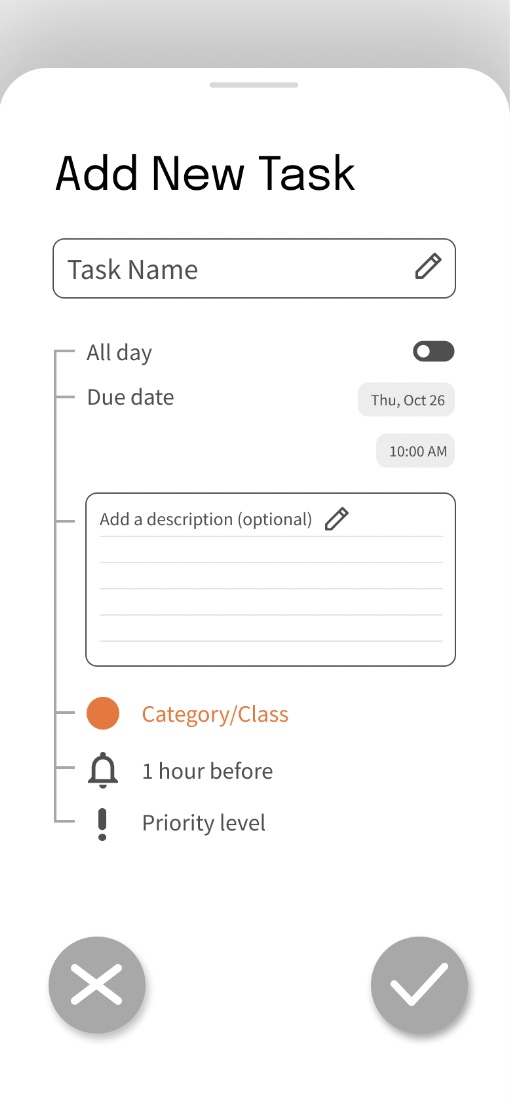 Add New Task
Task Name
All day
Due date
Thu, Oct 26
10:00 AM
Add a description (optional)
Category/Class
1 hour before
Priority level